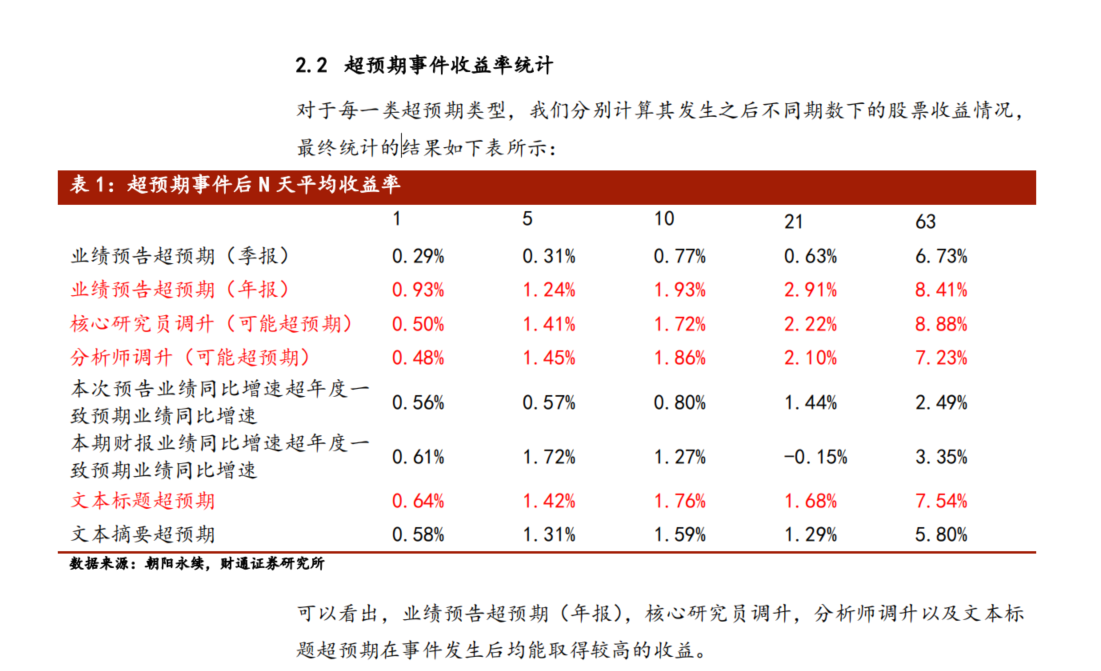 2.2 超预期事件收益率统计
对于每一类超预期类型，我们分别计算其发生之后不同期数下的股票收益情况，
最终统计的结果如下表所示：
表 1：超预期事件后 N 天平均收益率
1 5 10 21 63
业绩预告超预期（季报） 0.29% 0.31% 0.77% 0.63% 6.73%
业绩预告超预期（年报） 0.93% 1.24% 1.93% 2.91% 8.41%
核心研究员调升（可能超预期） 0.50% 1.41% 1.72% 2.22% 8.88%
分析师调升（可能超预期） 0.48% 1.45% 1.86% 2.10% 7.23%
本次预告业绩同比增速超年度一
致预期业绩同比增速 0.56% 0.57% 0.80% 1.44% 2.49%
本期财报业绩同比增速超年度一
致预期业绩同比增速 0.61% 1.72% 1.27% -0.15% 3.35%
文本标题超预期 0.64% 1.42% 1.76% 1.68% 7.54%
文本摘要超预期 0.58% 1.31% 1.59% 1.29% 5.80%
数据来源：朝阳永续，财通证券研究所
可以看出，业绩预告超预期（年报），核心研究员调升，分析师调升以及文本标
题超预期在事件发生后均能取得较高的收益。